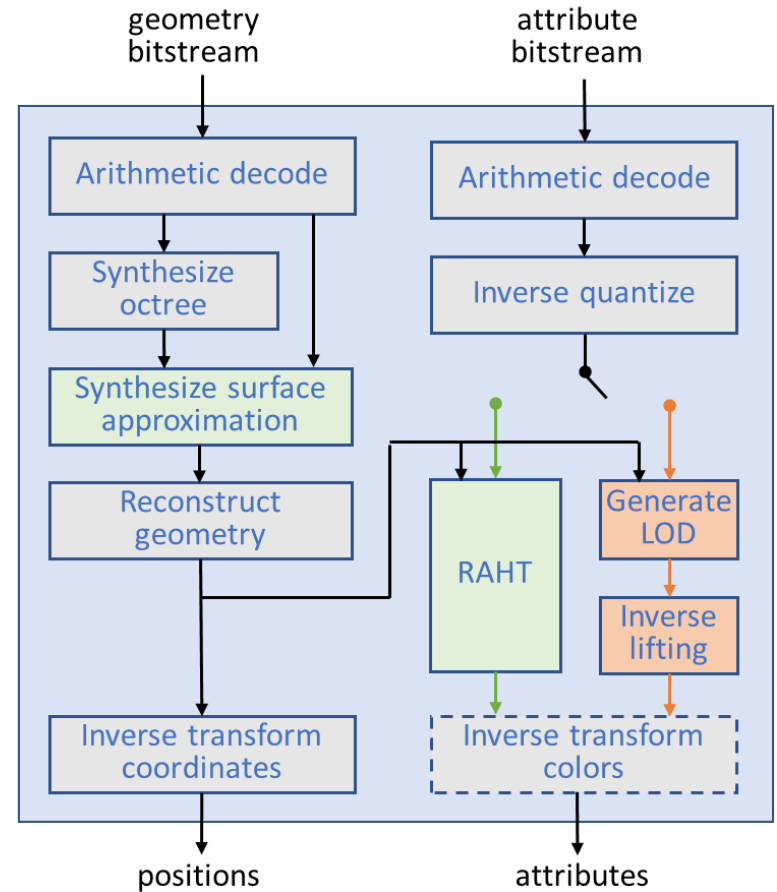 geometry
bitstream
attribute
bitstream
Arithmetic decode
Arithmetic decode
Synthesize
octree
Inverse quantize
Synthesize surface
approximation
Reconstruct
geometry
RAHT
Generate
LOD
Inverse
lifting
Inverse transform
coordinates
Inverse transform
colors
positions
attributes